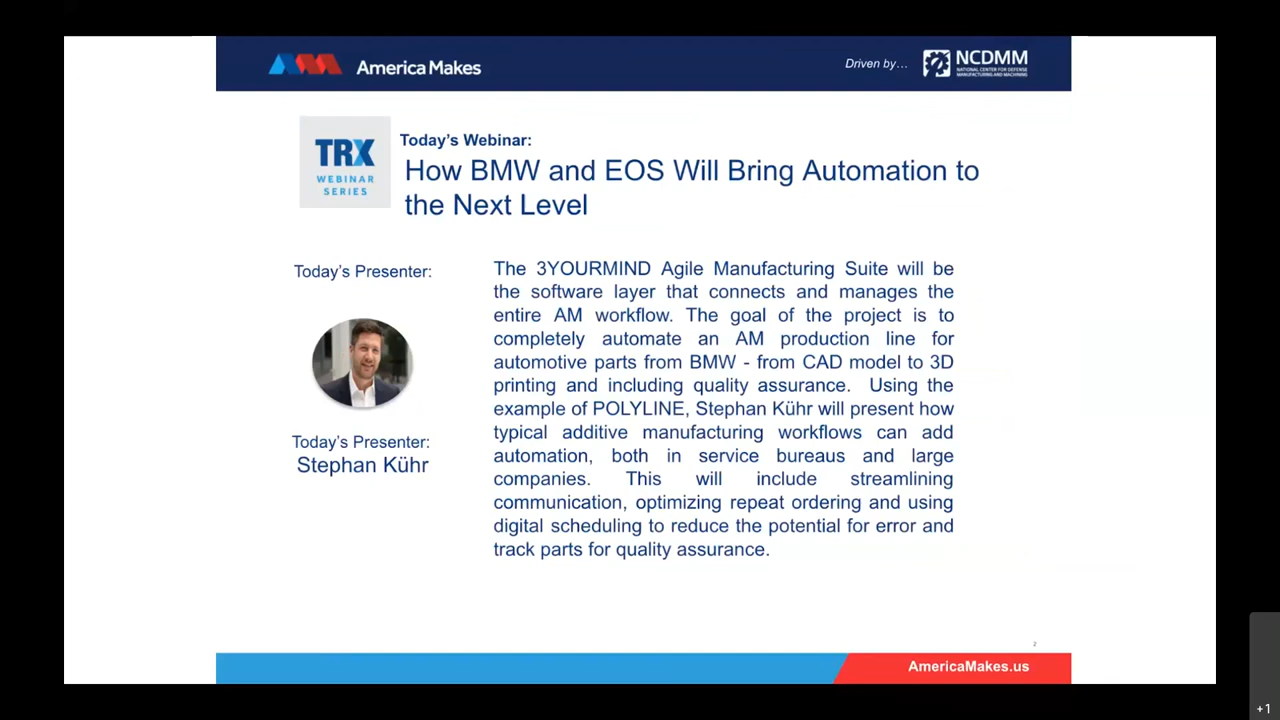 America Makes
Driven by…
NCDMM
NATIONAL CENTER FOR DEFENSE
MANUFACTURING AND MACHINING
TRX
WEBINAR
SERIES
Today's Webinar:
How BMW and EOS Will Bring Automation to
the Next Level
Today's Presenter:
Today's Presenter:
Stephan Kühr
The 3YOURMIND Agile Manufacturing Suite will be
the software layer that connects and manages the
entire AM workflow. The goal of the project is to
completely automate an AM production line for
automotive parts from BMW - from CAD model to 3D
printing and including quality assurance. Using the
example of POLYLINE, Stephan Kühr will present how
typical additive manufacturing workflows can add
automation, both in service bureaus and large
companies. This will include streamlining
communication, optimizing repeat ordering and using
digital scheduling to reduce the potential for error and
track parts for quality assurance.
2
AmericaMakes.us
+1